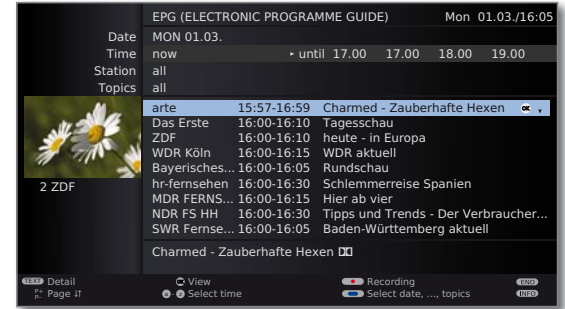 EPG (ELECTRONIC PROGRAMME GUIDE) Mon 01.03./16:05
Date MON 01.03.
Time now ▸ until 17.00 17.00 18.00 19.00
Station all
Topics all
arte 15:57-16:59 Charmed - Zauberhafte Hexen OK
Das Erste 16:00-16:10 Tagesschau
ZDF 16:00-16:10 heute - in Europa
WDR Köln 16:00-16:15 WDR aktuell
Bayerisches... 16:00-16:05 Rundschau
hr-fernsehen 16:00-16:30 Schlemmerreise Spanien
MDR FERNS... 16:00-16:15 Hier ab vier
NDR FS HH 16:00-16:30 Tipps und Trends - Der Verbraucher...
SWR Fernse... 16:00-16:05 Baden-Württemberg aktuell
2 ZDF
Charmed - Zauberhafte Hexen
TEXT Detail OK View Recording END
P+ P- Page ↓↑ Select time Select date, ..., topics INFO